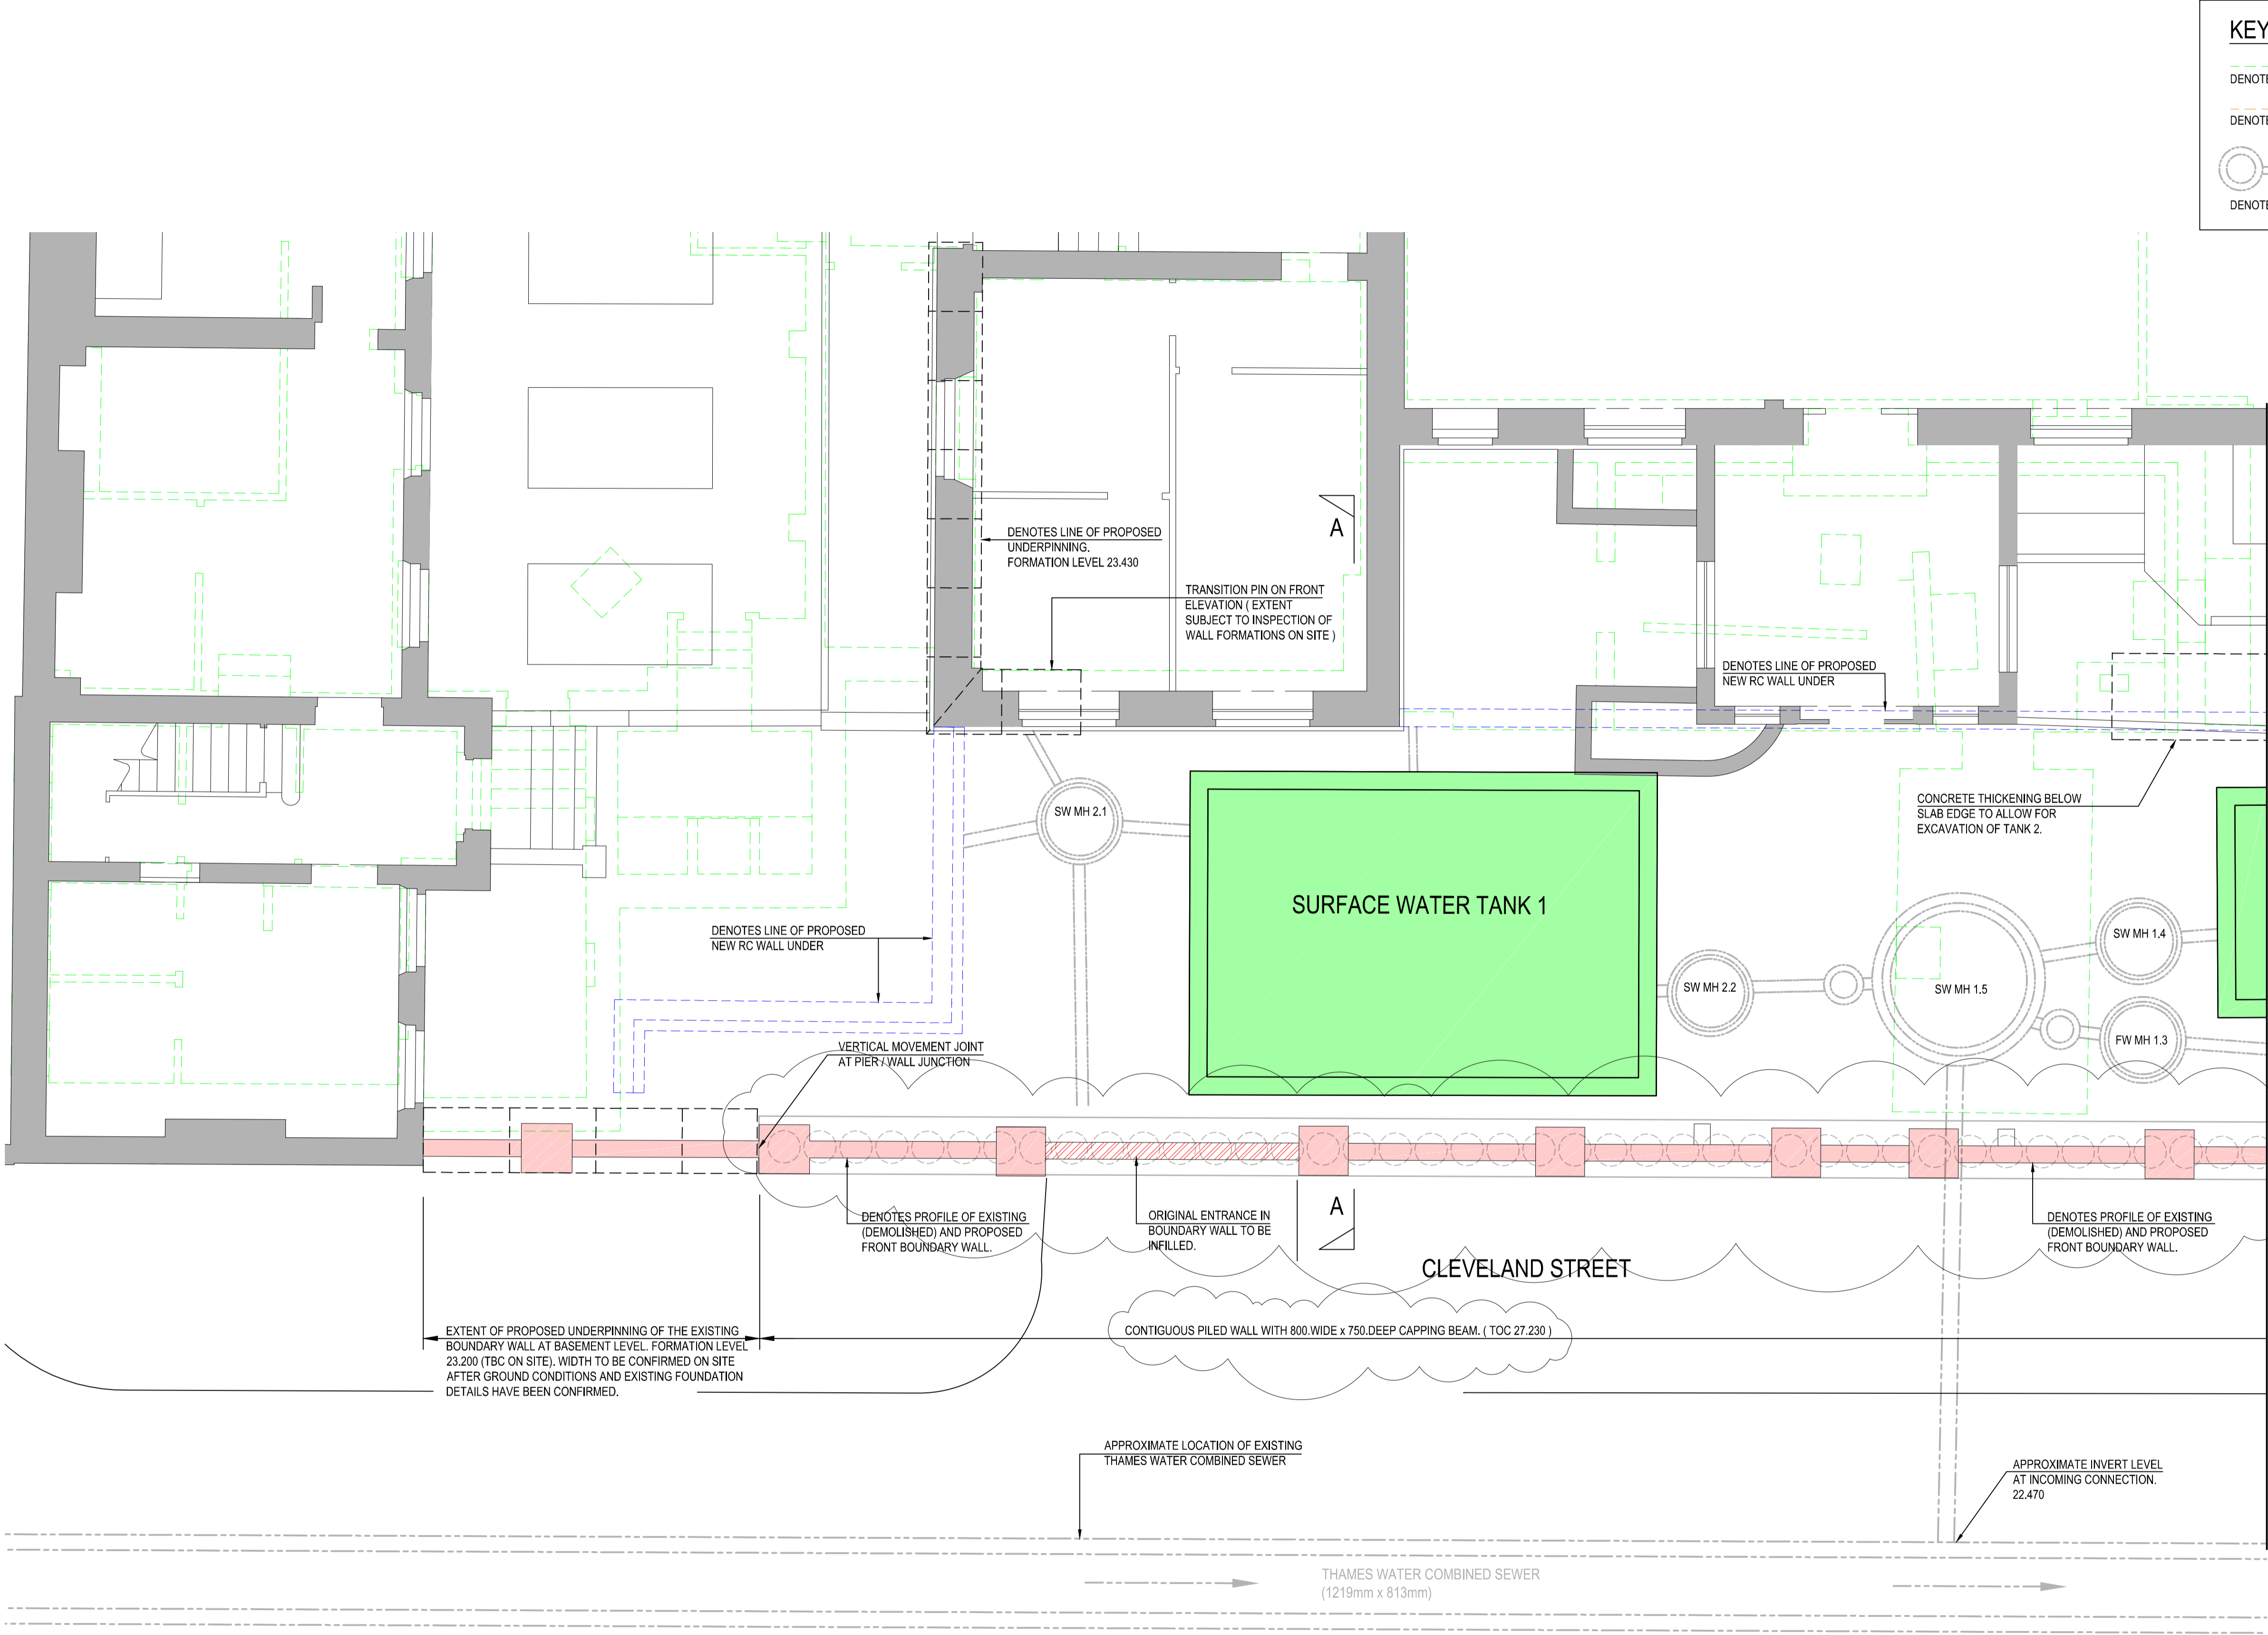 KEY
DENOTE
DENOTE
DENOTE
DENOTES LINE OF PROPOSED
UNDERPINNING.
FORMATION LEVEL 23.430
A
TRANSITION PIN ON FRONT
ELEVATION ( EXTENT
SUBJECT TO INSPECTION OF
WALL FORMATIONS ON SITE )
DENOTES LINE OF PROPOSED
NEW RC WALL UNDER
SW MH 2.1
CONCRETE THICKENING BELOW
SLAB EDGE TO ALLOW FOR
EXCAVATION OF TANK 2.
SURFACE WATER TANK 1
DENOTES LINE OF PROPOSED
NEW RC WALL UNDER
SW MH 1.4
SW MH 2.2
SW MH 1.5
FW MH 1.3
VERTICAL MOVEMENT JOINT
AT PIER / WALL JUNCTION
DENOTES PROFILE OF EXISTING
(DEMOLISHED) AND PROPOSED
FRONT BOUNDARY WALL.
ORIGINAL ENTRANCE IN
BOUNDARY WALL TO BE
INFILLED.
A
DENOTES PROFILE OF EXISTING
(DEMOLISHED) AND PROPOSED
FRONT BOUNDARY WALL.
CLEVELAND STREET
EXTENT OF PROPOSED UNDERPINNING OF THE EXISTING
BOUNDARY WALL AT BASEMENT LEVEL. FORMATION LEVEL
23.200 (TBC ON SITE). WIDTH TO BE CONFIRMED ON SITE
AFTER GROUND CONDITIONS AND EXISTING FOUNDATION
DETAILS HAVE BEEN CONFIRMED.
CONTIGUOUS PILED WALL WITH 800.WIDE x 750.DEEP CAPPING BEAM. ( TOC 27.230 )
APPROXIMATE LOCATION OF EXISTING
THAMES WATER COMBINED SEWER
APPROXIMATE INVERT LEVEL
AT INCOMING CONNECTION.
22.470
THAMES WATER COMBINED SEWER
(1219mm x 813mm)